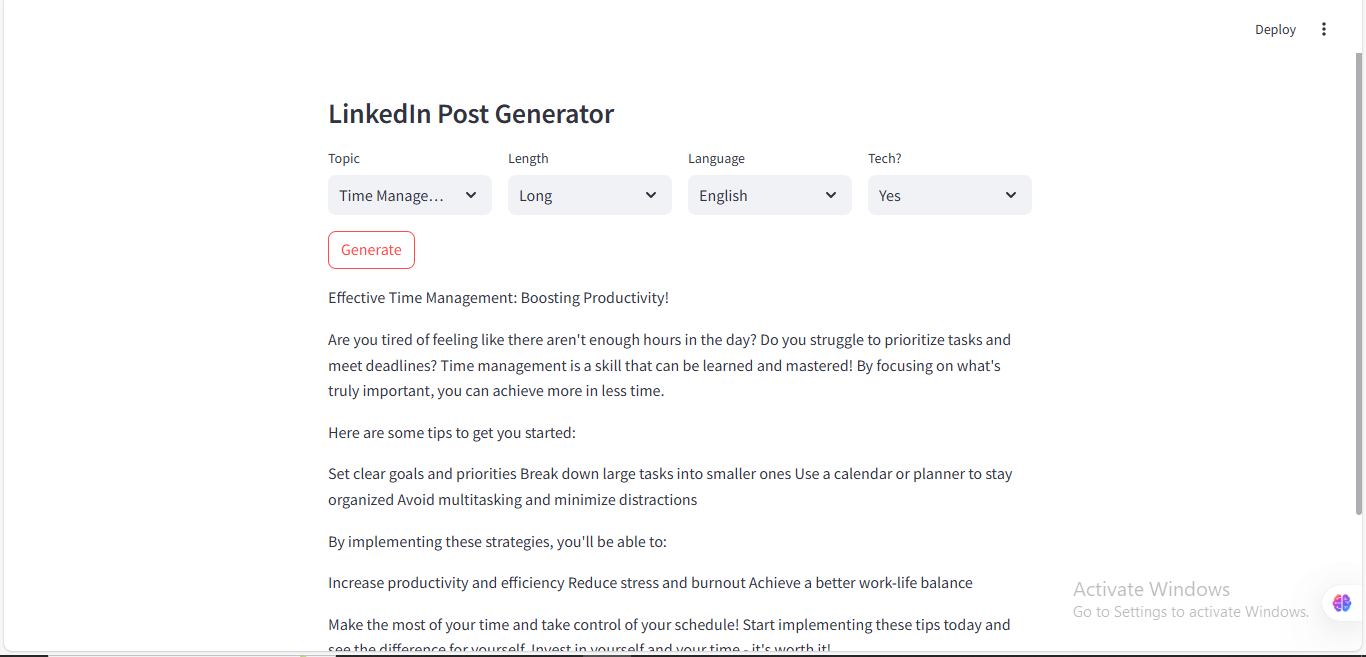 Deploy
LinkedIn Post Generator
Topic
Length
Language
Tech?
Time Manage...
Long
English
Yes
Generate
Effective Time Management: Boosting Productivity!
Are you tired of feeling like there aren't enough hours in the day? Do you struggle to prioritize tasks and
meet deadlines? Time management is a skill that can be learned and mastered! By focusing on what's
truly important, you can achieve more in less time.
Here are some tips to get you started:
Set clear goals and priorities Break down large tasks into smaller ones Use a calendar or planner to stay
organized Avoid multitasking and minimize distractions
By implementing these strategies, you'll be able to:
Increase productivity and efficiency Reduce stress and burnout Achieve a better work-life balance
Make the most of your time and take control of your schedule! Start implementing these tips today and
see the difference for yourself. Invest in yourself and your time - it's worth it!
Activate Windows
Go to Settings to activate Windows.